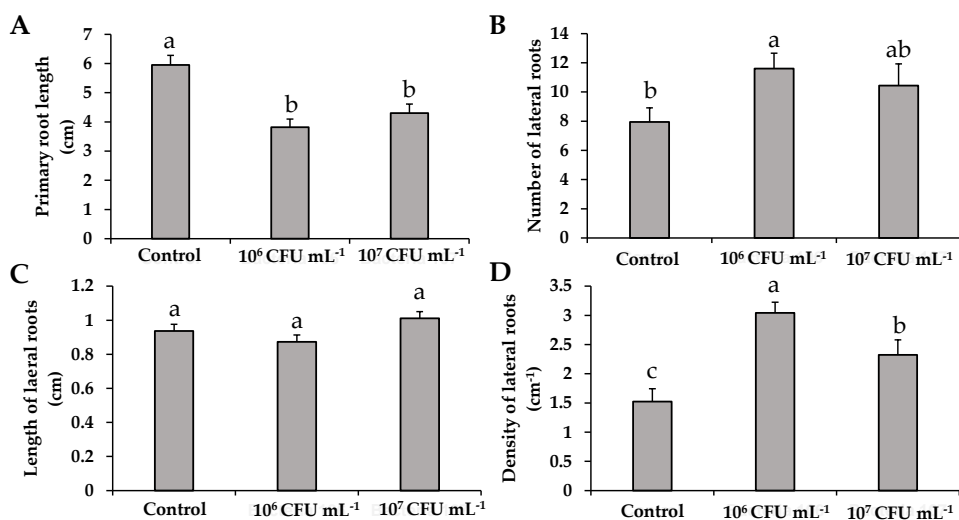 A
Primary root length
(cm)
7
6
5
4
3
2
1
0
a
b
b
Control
10⁶ CFU mL⁻¹
10⁷ CFU mL⁻¹
B
Number of lateral roots
14
12
10
8
6
4
2
0
b
a
ab
Control
10⁶ CFU mL⁻¹
10⁷ CFU mL⁻¹
C
Length of laeral roots
(cm)
1.2
1
0.8
0.6
0.4
0.2
0
a
a
a
Control
10⁶ CFU mL⁻¹
10⁷ CFU mL⁻¹
D
Density of lateral roots
(cm⁻¹)
3.5
3
2.5
2
1.5
1
0.5
0
c
a
b
Control
10⁶ CFU mL⁻¹
10⁷ CFU mL⁻¹